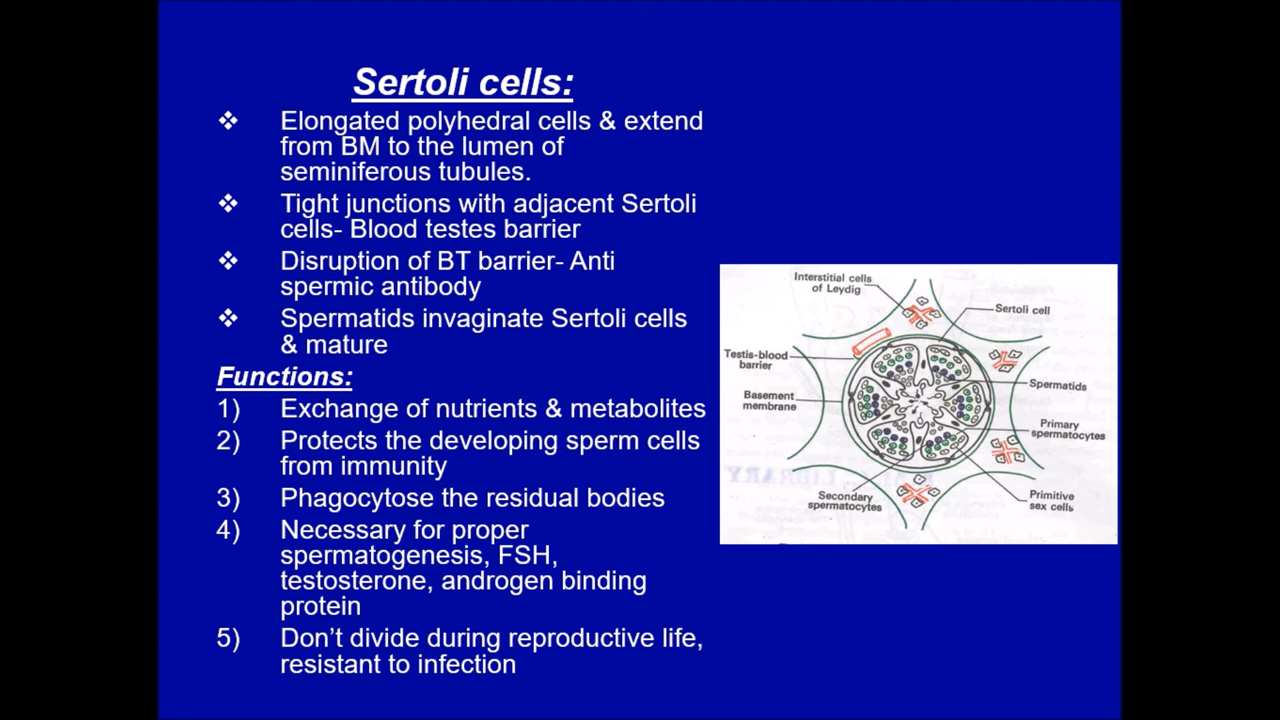 Sertoli cells:
❖ Elongated polyhedral cells & extend
from BM to the lumen of
seminiferous tubules.
❖ Tight junctions with adjacent Sertoli
cells- Blood testes barrier
❖ Disruption of BT barrier- Anti
spermic antibody
❖ Spermatids invaginate Sertoli cells
& mature
Functions:
1) Exchange of nutrients & metabolites
2) Protects the developing sperm cells
from immunity
3) Phagocytose the residual bodies
4) Necessary for proper
spermatogenesis, FSH,
testosterone, androgen binding
protein
5) Don't divide during reproductive life,
resistant to infection
Interstitial cells
of Leydig
Sertoli cell
Testis-blood
barrier
Spermatids
Basement
membrane
Primary
spermatocytes
Secondary
spermatocytes
Primitive
sex cells